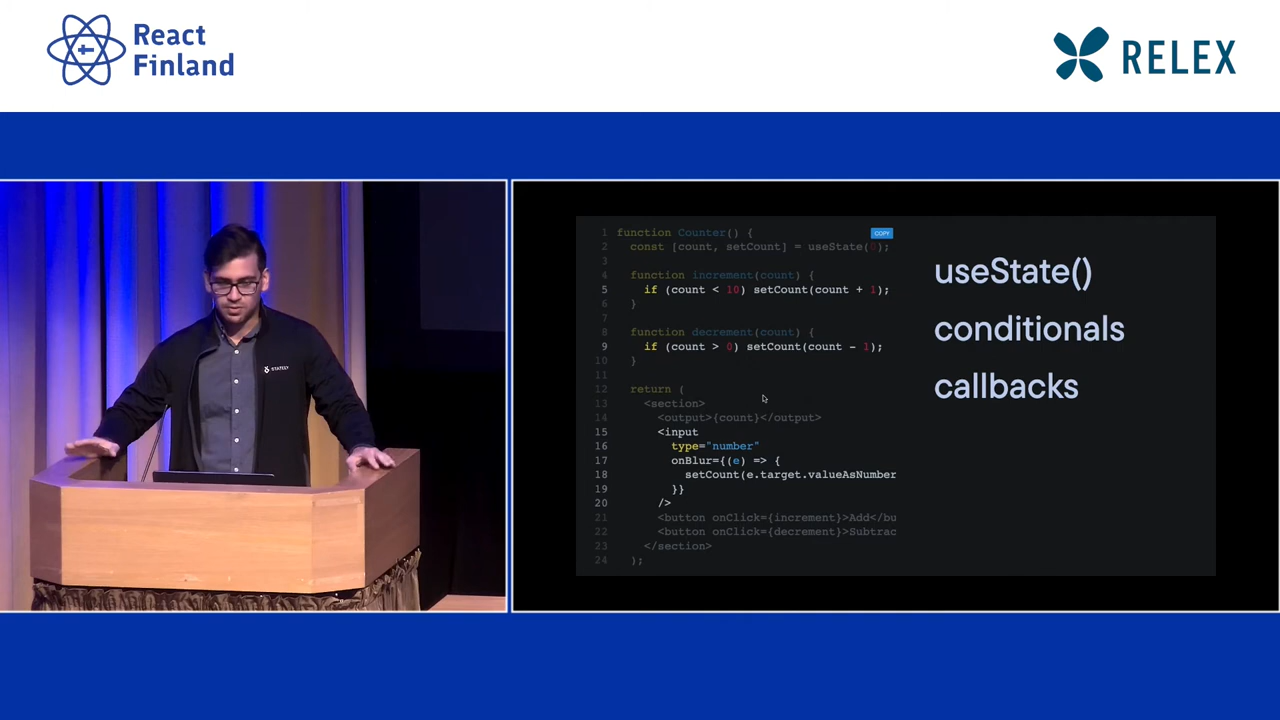 React
Finland
RELEX
STATELY
1 function Counter() {
2 const [count, setCount] = useState(0);
3
4 function increment(count) {
5 if (count < 10) setCount(count + 1);
6 }
7
8 function decrement(count) {
9 if (count > 0) setCount(count - 1);
10 }
11
12 return (
13 <section>
14 <output>{count}</output>
15 <input
16 type="number"
17 onBlur={(e) => {
18 setCount(e.target.valueAsNumber
19 }}
20 />
21 <button onClick={increment}>Add</bu
22 <button onClick={decrement}>Subtrac
23 </section>
24 );
COPY
useState()
conditionals
callbacks